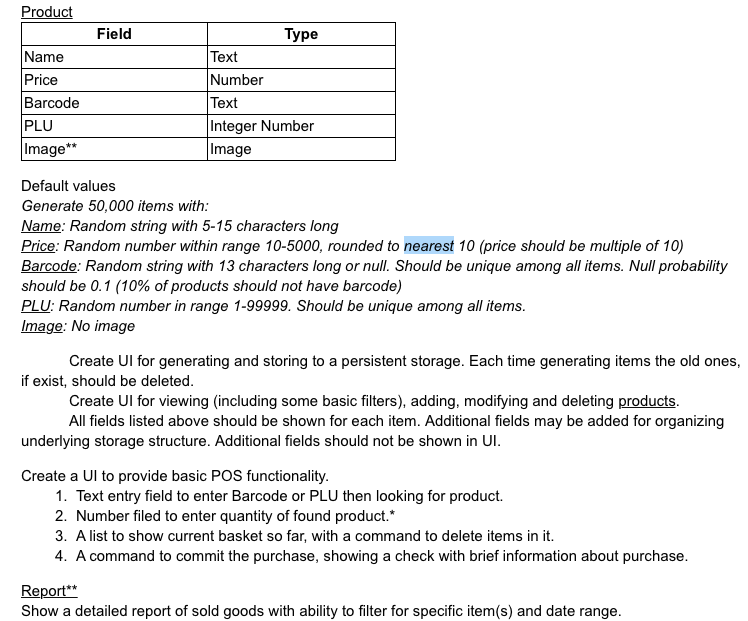 Product
Field Type
Name Text
Price Number
Barcode Text
PLU Integer Number
Image** Image
Default values
Generate 50,000 items with:
Name: Random string with 5-15 characters long
Price: Random number within range 10-5000, rounded to nearest 10 (price should be multiple of 10)
Barcode: Random string with 13 characters long or null. Should be unique among all items. Null probability
should be 0.1 (10% of products should not have barcode)
PLU: Random number in range 1-99999. Should be unique among all items.
Image: No image
Create UI for generating and storing to a persistent storage. Each time generating items the old ones,
if exist, should be deleted.
Create UI for viewing (including some basic filters), adding, modifying and deleting products.
All fields listed above should be shown for each item. Additional fields may be added for organizing
underlying storage structure. Additional fields should not be shown in UI.
Create a UI to provide basic POS functionality.
1. Text entry field to enter Barcode or PLU then looking for product.
2. Number filed to enter quantity of found product.*
3. A list to show current basket so far, with a command to delete items in it.
4. A command to commit the purchase, showing a check with brief information about purchase.
Report**
Show a detailed report of sold goods with ability to filter for specific item(s) and date range.